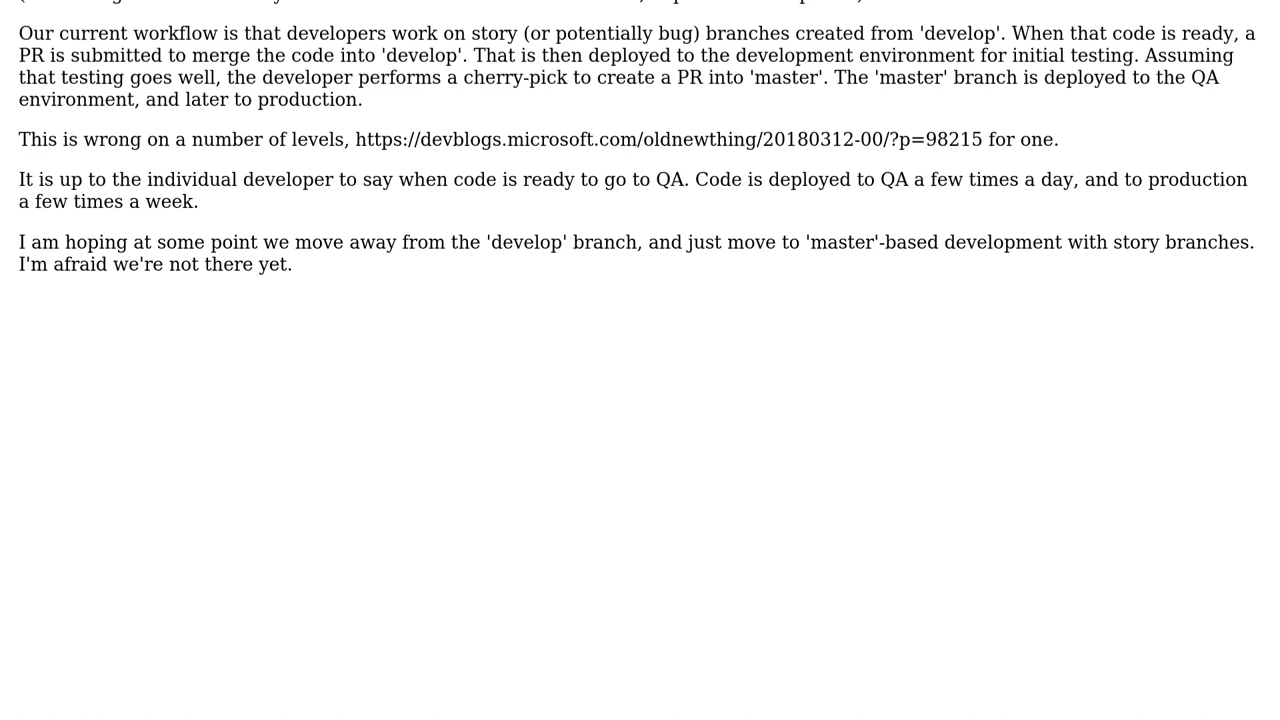 Our current workflow is that developers work on story (or potentially bug) branches created from 'develop'. When that code is ready, a
PR is submitted to merge the code into 'develop'. That is then deployed to the development environment for initial testing. Assuming
that testing goes well, the developer performs a cherry-pick to create a PR into 'master'. The 'master' branch is deployed to the QA
environment, and later to production.
This is wrong on a number of levels, https://devblogs.microsoft.com/oldnewthing/20180312-00/?p=98215 for one.
It is up to the individual developer to say when code is ready to go to QA. Code is deployed to QA a few times a day, and to production
a few times a week.
I am hoping at some point we move away from the 'develop' branch, and just move to 'master'-based development with story branches.
I'm afraid we're not there yet.